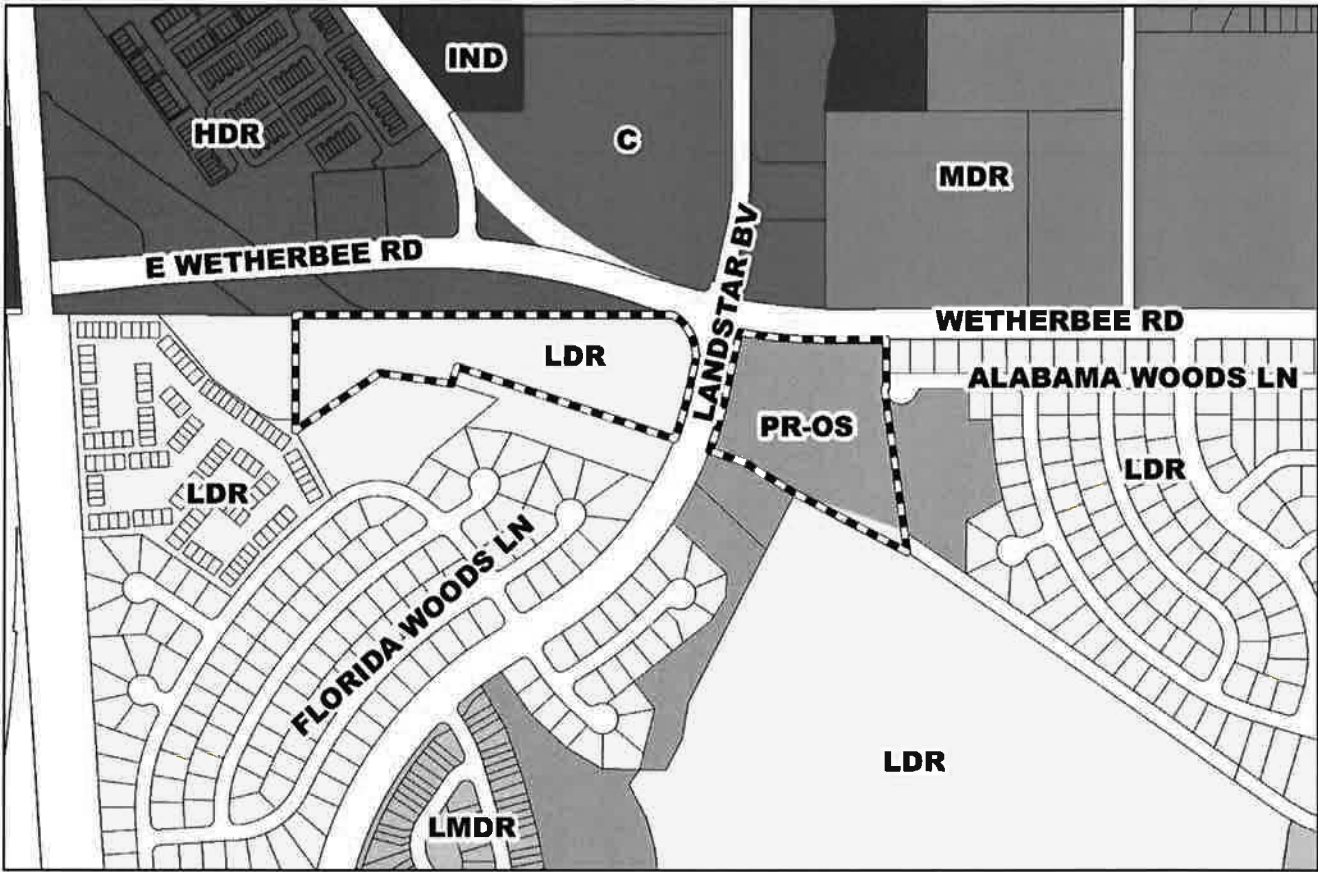 IND
HDR
C
MDR
E WETHERBEE RD
LANDSTAR BV
WETHERBEE RD
LDR
ALABAMA WOODS LN
PR-OS
LDR
LDR
FLORIDA WOODS LN
LDR
LMDR